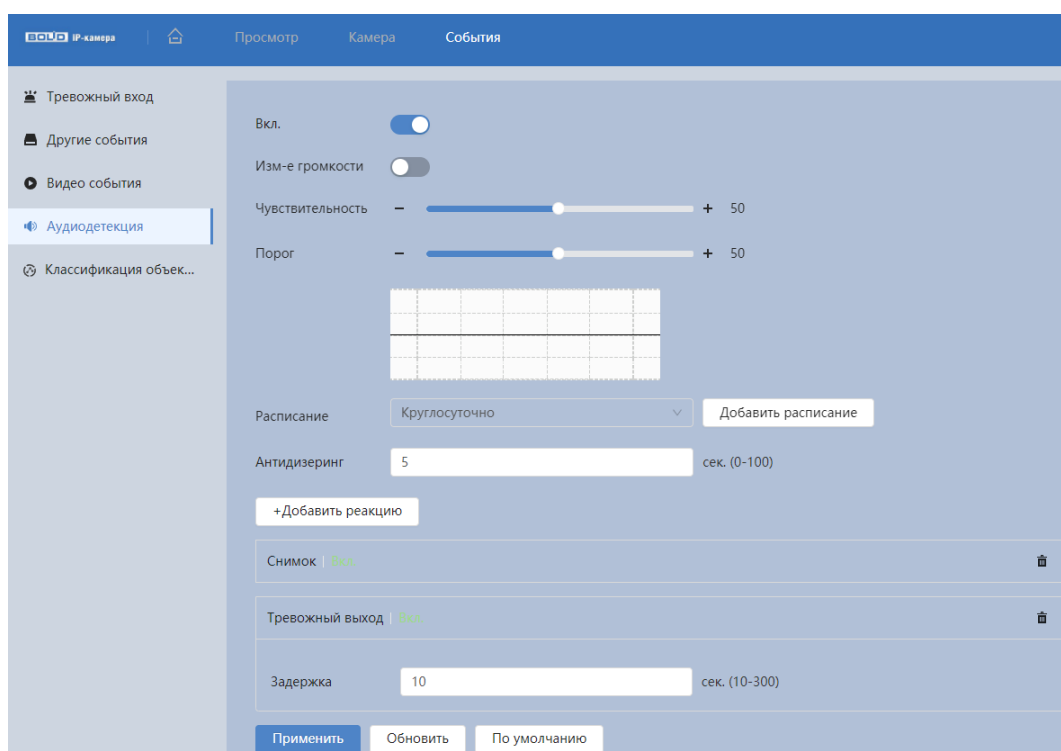 BOLID IP-камера Просмотр Камера События
Тревожный вход
Другие события
Видео события
Аудиодетекция
Классификация объек...
Вкл.
Изм-е громкости
Чувствительность − + 50
Порог − + 50
Расписание Круглосуточно Добавить расписание
Антидизеринг 5 сек. (0-100)
+Добавить реакцию
Снимок | Вкл.
Тревожный выход | Вкл.
Задержка 10 сек. (10-300)
Применить Обновить По умолчанию